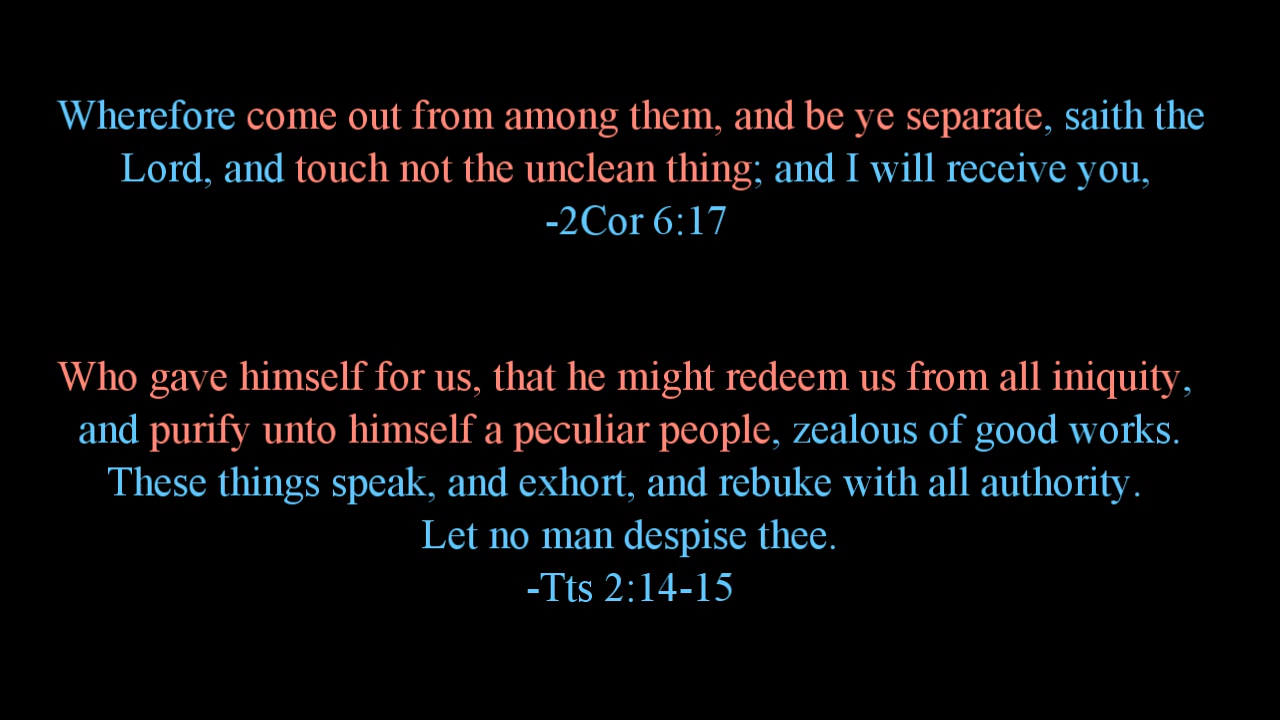 Wherefore come out from among them, and be ye separate, saith the
Lord, and touch not the unclean thing; and I will receive you,
-2Cor 6:17
Who gave himself for us, that he might redeem us from all iniquity,
and purify unto himself a peculiar people, zealous of good works.
These things speak, and exhort, and rebuke with all authority.
Let no man despise thee.
-Tts 2:14-15